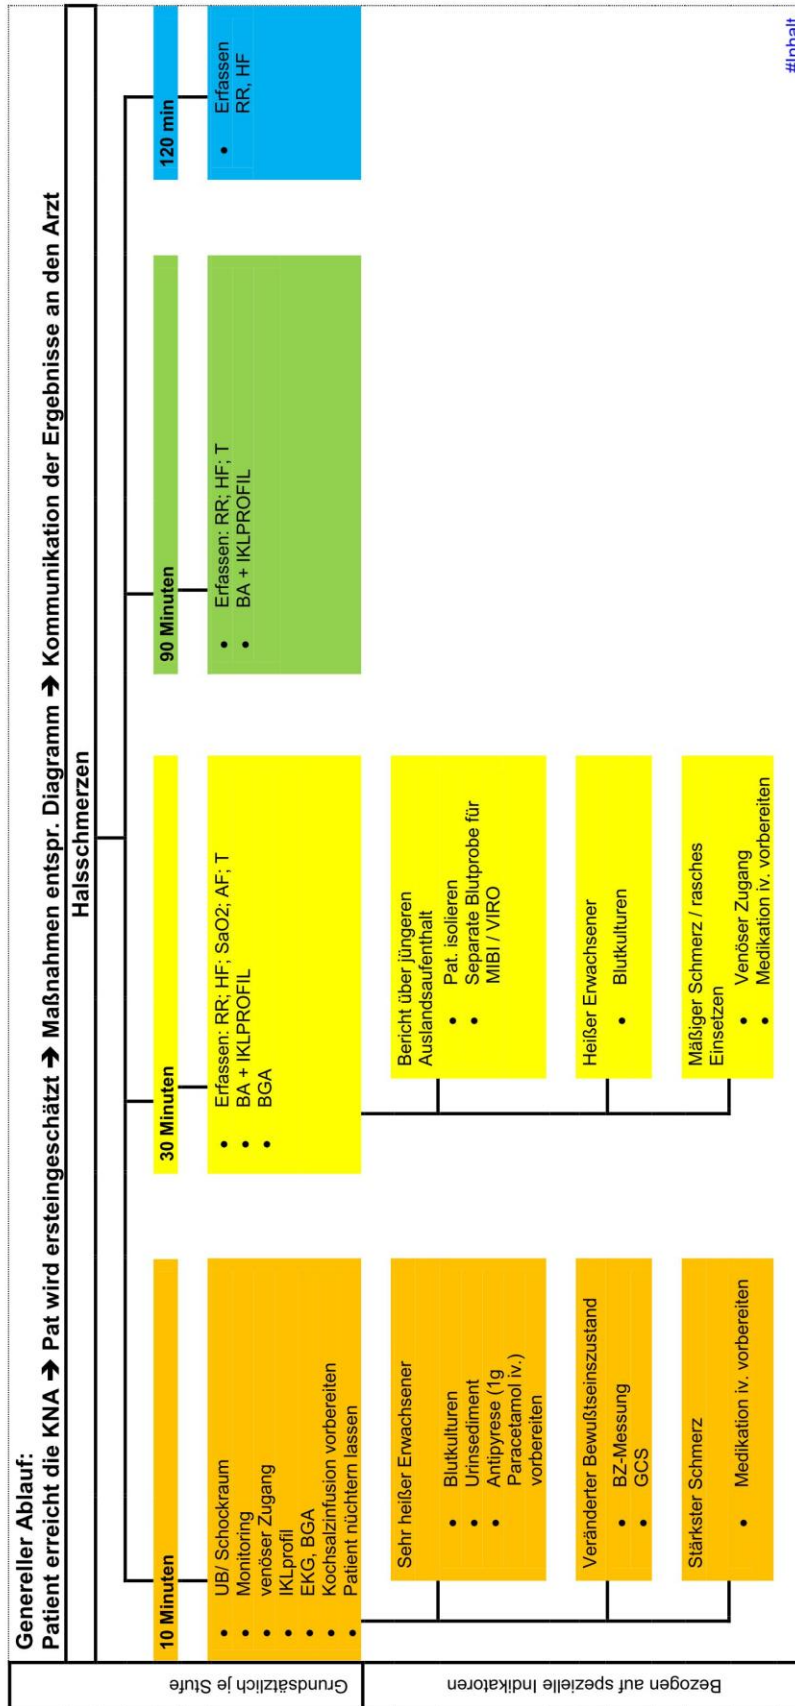 Genereller Ablauf:
Patient erreicht die KNA ➔ Pat wird ersteingeschätzt ➔ Maßnahmen entspr. Diagramm ➔ Kommunikation der Ergebnisse an den Arzt
Halsschmerzen
Grundsätzlich je Stufe
10 Minuten
• UB/ Schockraum
• Monitoring
• venöser Zugang
• IKLprofil
• EKG, BGA
• Kochsalzinfusion vorbereiten
• Patient nüchtern lassen
30 Minuten
• Erfassen: RR; HF; SaO2; AF; T
• BA + IKLPROFIL
• BGA
90 Minuten
• Erfassen: RR; HF; T
• BA + IKLPROFIL
120 min
• Erfassen
RR, HF
Bezogen auf spezielle Indikatoren
Sehr heißer Erwachsener
• Blutkulturen
• Urinsediment
• Antipyrese (1g
Paracetamol iv.)
vorbereiten
Veränderter Bewußtseinszustand
• BZ-Messung
• GCS
Stärkster Schmerz
• Medikation iv. vorbereiten
Bericht über jüngeren
Auslandsaufenthalt
• Pat. isolieren
• Separate Blutprobe für
MIBI / VIRO
Heißer Erwachsener
• Blutkulturen
Mäßiger Schmerz / rasches
Einsetzen
• Venöser Zugang
• Medikation iv. vorbereiten
#Inhalt